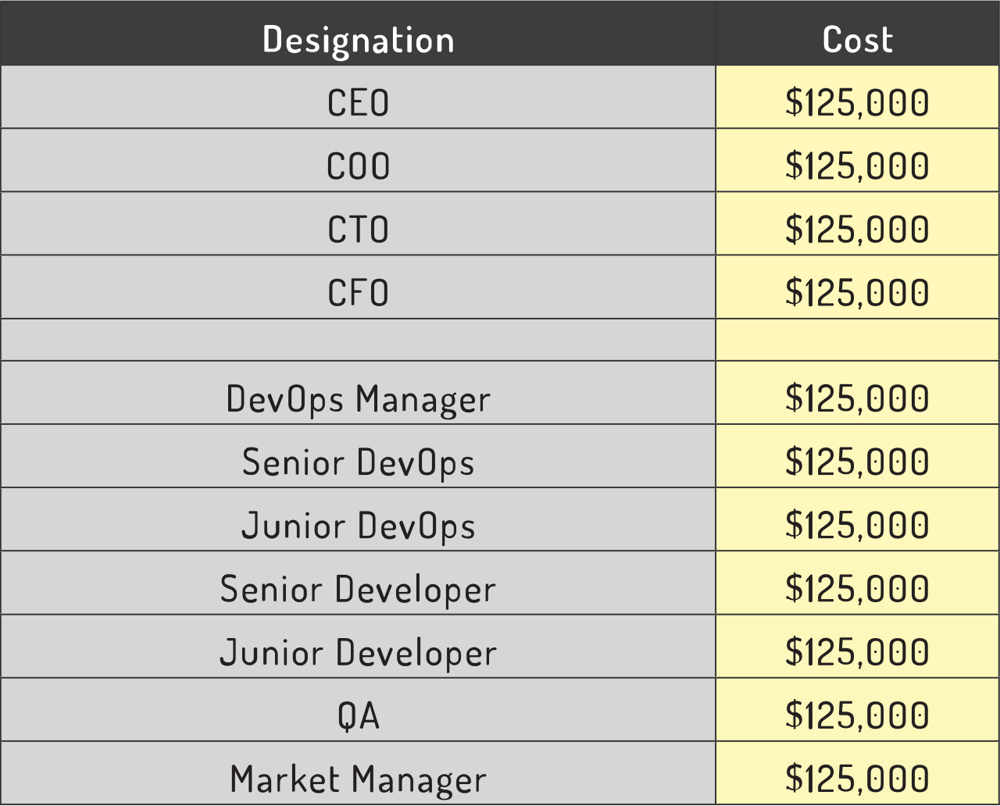 Designation Cost
CEO $125,000
COO $125,000
CTO $125,000
CFO $125,000
DevOps Manager $125,000
Senior DevOps $125,000
Junior DevOps $125,000
Senior Developer $125,000
Junior Developer $125,000
QA $125,000
Market Manager $125,000